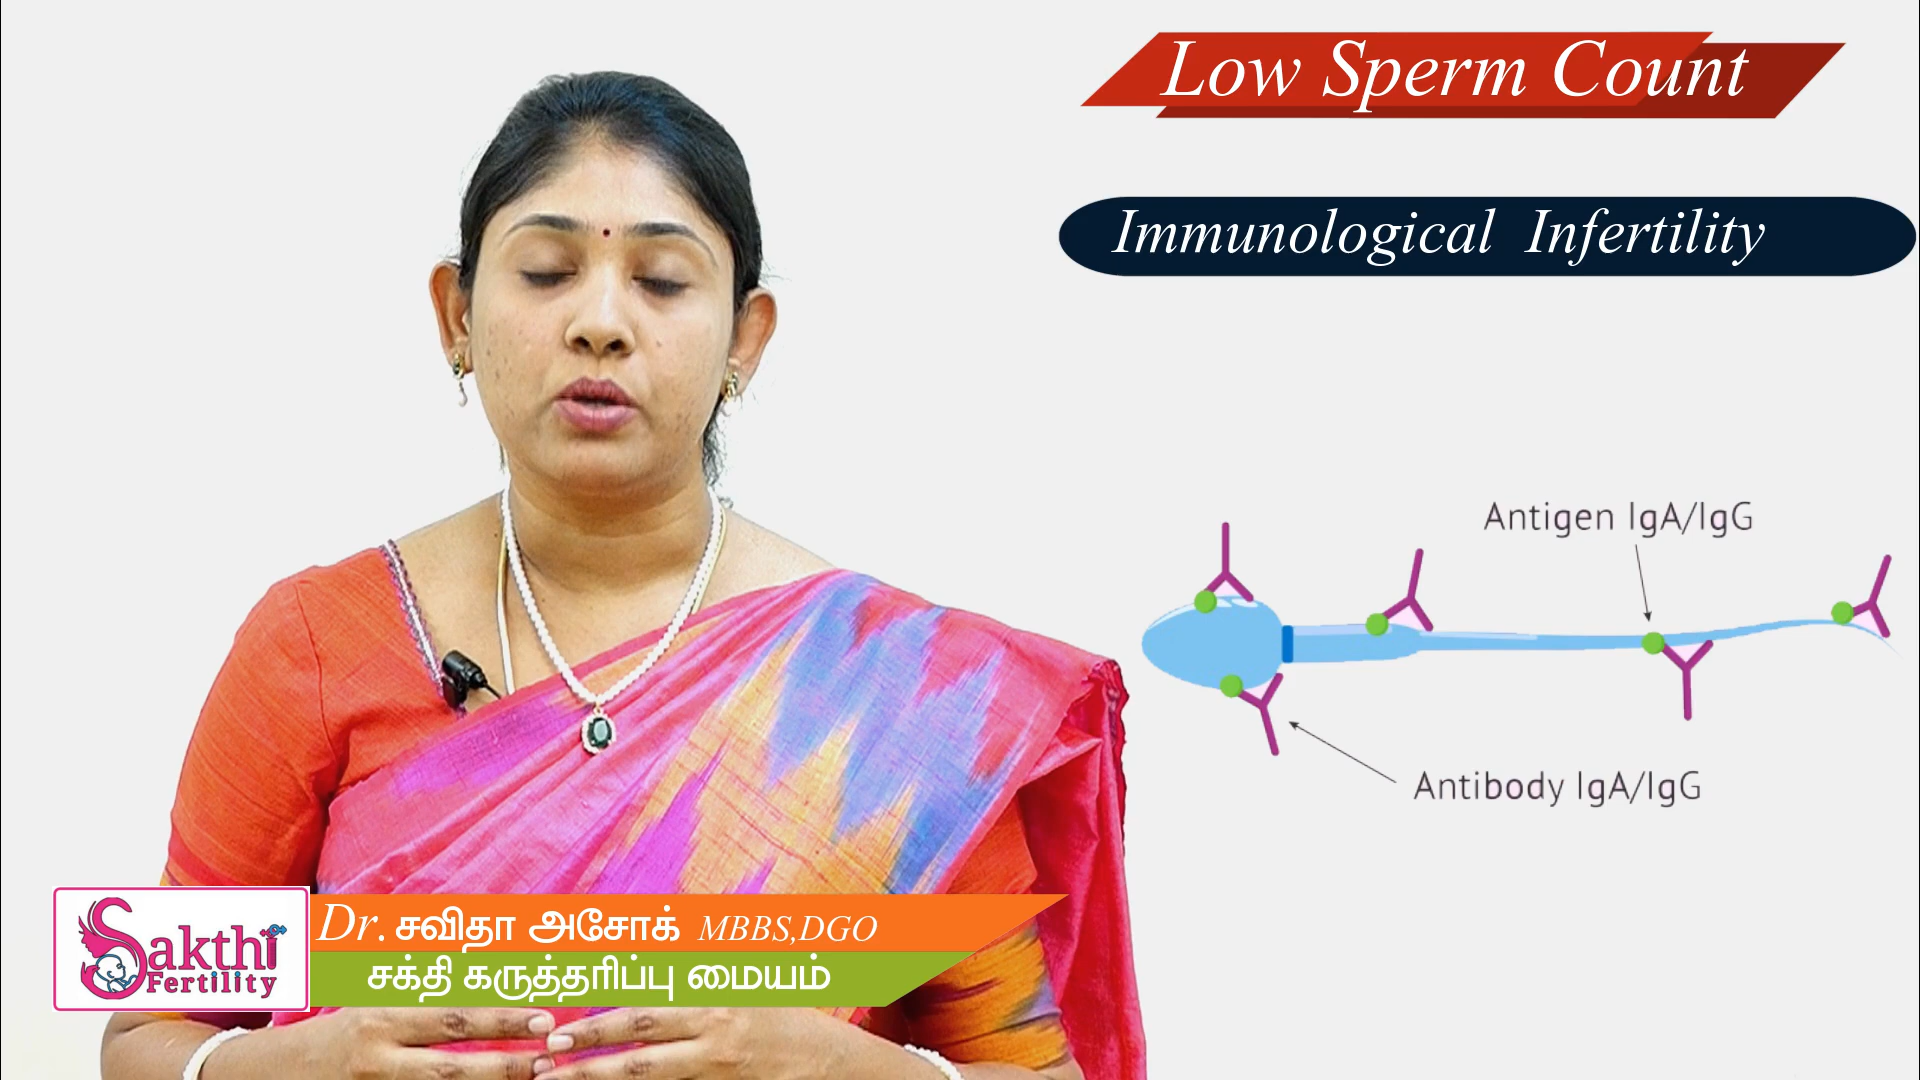 Low Sperm Count
Immunological Infertility
Antigen IgA/IgG
Antibody IgA/IgG
Sakthi
Fertility
Dr. சவிதா அசோக் MBBS,DGO
சக்தி கருத்தரிப்பு மையம்